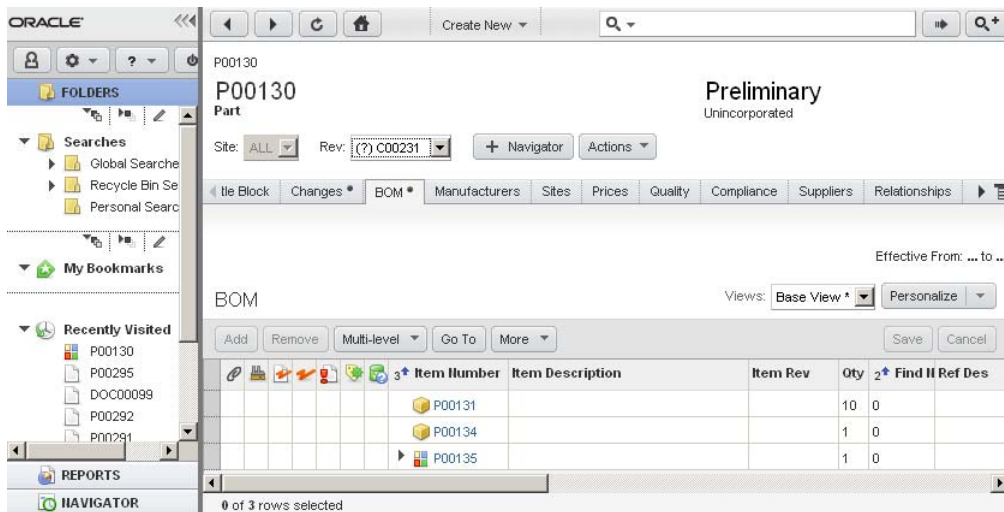 ORACLE
Create New
FOLDERS
Searches
Global Searche
Recycle Bin Se
Personal Searc
My Bookmarks
Recently Visited
P00130
P00295
DOC00099
P00292
P00291
REPORTS
NAVIGATOR
P00130
P00130
Part
Preliminary
Unincorporated
Site: ALL Rev: (?) C00231 + Navigator Actions
tle Block Changes • BOM • Manufacturers Sites Prices Quality Compliance Suppliers Relationships
Effective From: ... to ..
BOM
Views: Base View * Personalize
Add Remove Multi-level Go To More Save Cancel
3 Item Number Item Description Item Rev Qty 2 Find N Ref Des
P00131 10 0
P00134 1 0
P00135 1 0
0 of 3 rows selected